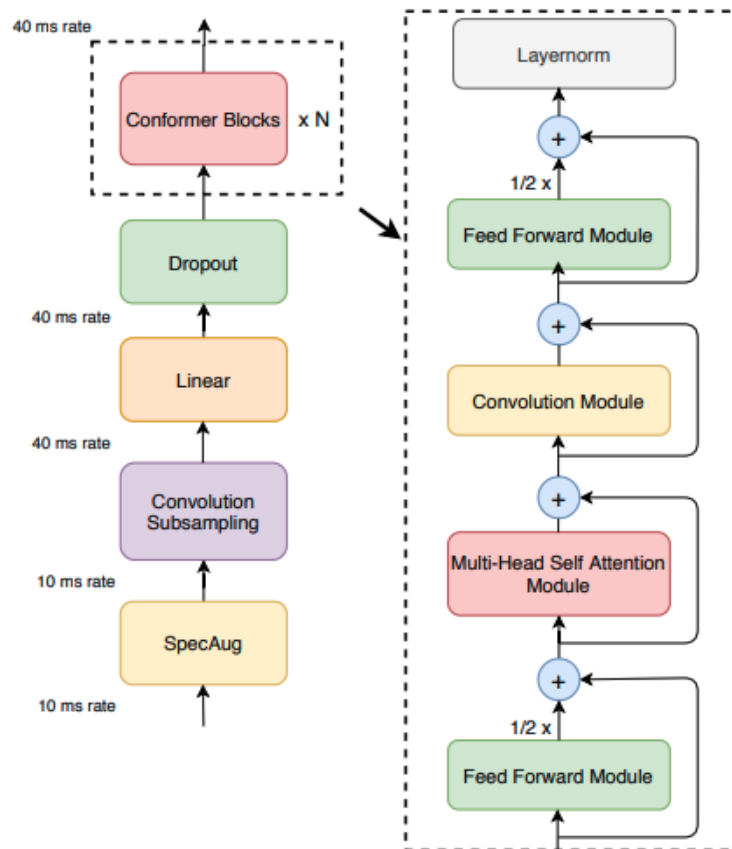 40 ms rate
Conformer Blocks
x N
Dropout
40 ms rate
Linear
40 ms rate
Convolution
Subsampling
10 ms rate
SpecAug
10 ms rate
Layernorm
+
1/2 x
Feed Forward Module
+
Convolution Module
+
Multi-Head Self Attention
Module
+
1/2 x
Feed Forward Module